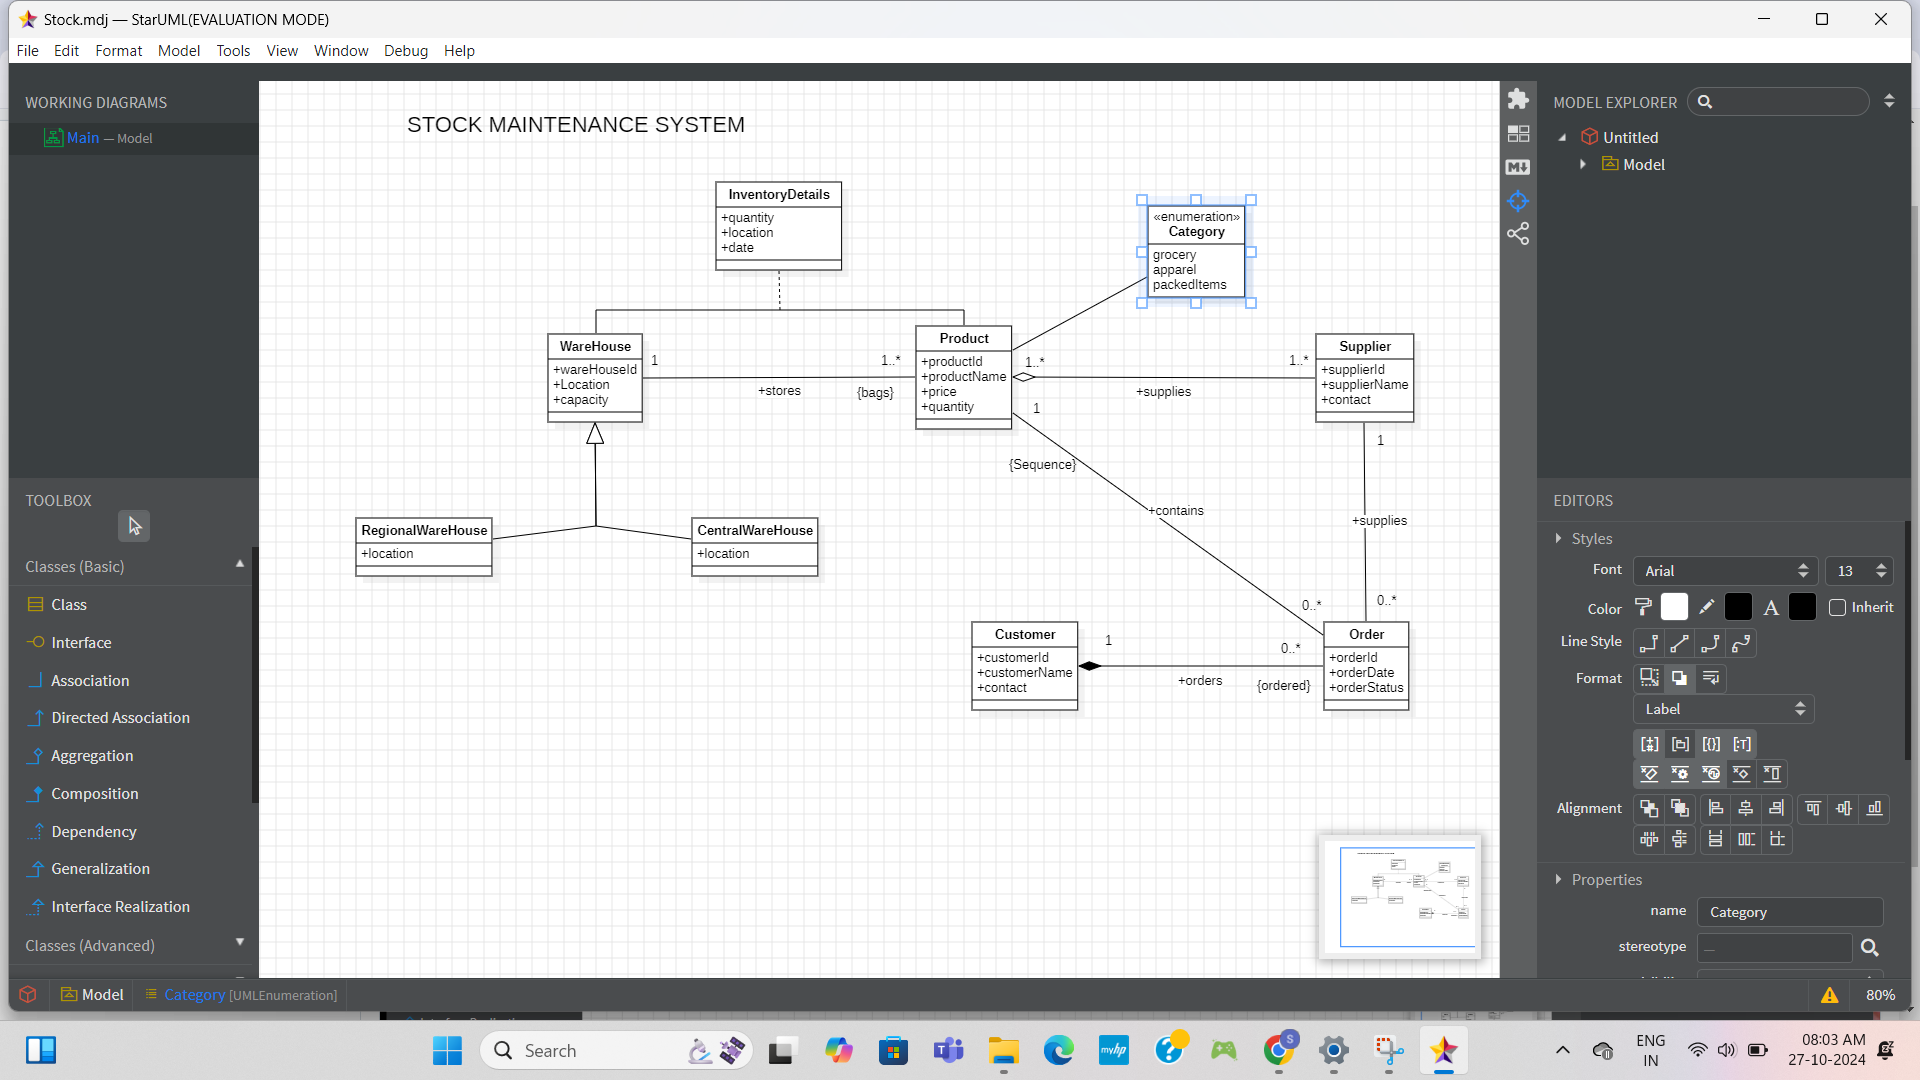 Stock.mdj — StarUML(EVALUATION MODE)
File Edit Format Model Tools View Window Debug Help
WORKING DIAGRAMS
Main — Model
TOOLBOX
Classes (Basic)
Class
Interface
Association
Directed Association
Aggregation
Composition
Dependency
Generalization
Interface Realization
Classes (Advanced)
STOCK MAINTENANCE SYSTEM
InventoryDetails
+quantity
+location
+date
«enumeration»
Category
grocery
apparel
packedItems
WareHouse
+wareHouseId
+Location
+capacity
1
1..*
+stores
{bags}
Product
+productId
+productName
+price
+quantity
1..*
1..*
+supplies
1
Supplier
+supplierId
+supplierName
+contact
1
{Sequence}
+contains
+supplies
RegionalWareHouse
+location
CentralWareHouse
+location
0..*
0..*
Customer
+customerId
+customerName
+contact
1
0..*
+orders
{ordered}
Order
+orderId
+orderDate
+orderStatus
MODEL EXPLORER
Untitled
Model
EDITORS
Styles
Font Arial 13
Color A Inherit
Line Style
Format
Label
Alignment
Properties
name Category
stereotype —
Model Category [UMLEnumeration]
80%
Search
myhp
ENG
IN
08:03 AM
27-10-2024